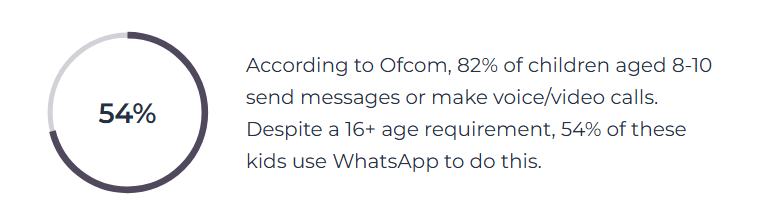 54%
According to Ofcom, 82% of children aged 8-10
send messages or make voice/video calls.
Despite a 16+ age requirement, 54% of these
kids use WhatsApp to do this.